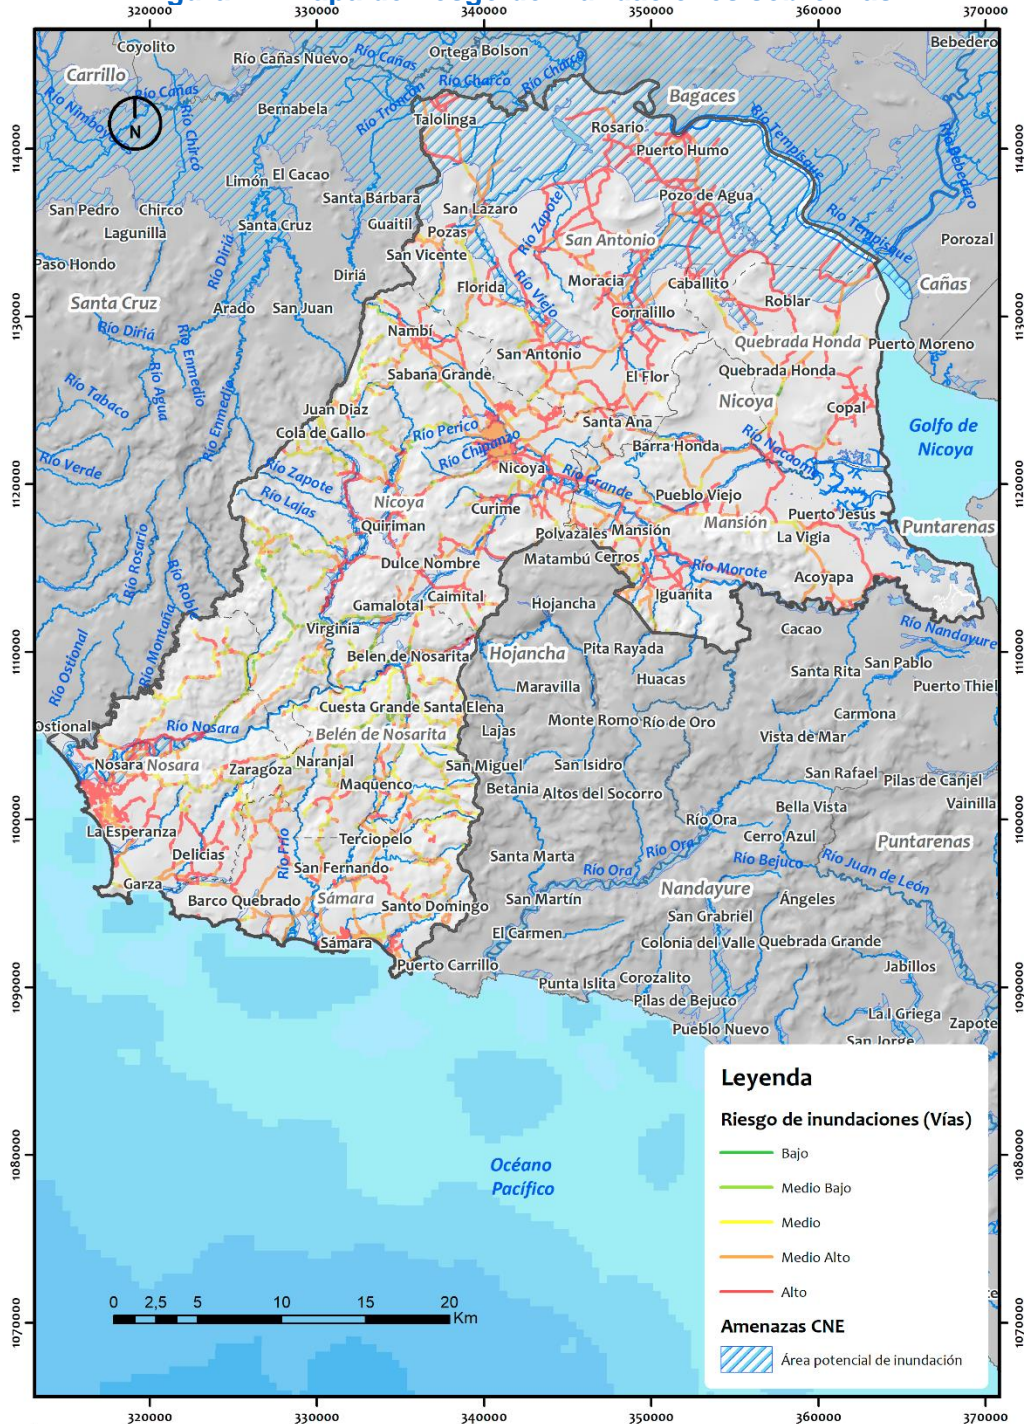 320000 330000 340000 350000 360000 370000
Coyolito
Río Cañas Nuevo
Río Cañas
Ortega
Bolson
Bebedero
Carrillo
Río Cañas
Río Charco
Río Charco
Bagaces
Río Nimboy
N
Río Chirco
Bernabela
Río Troncón
Talolinga
Rosario
Río Tempisque
Río Bebedero
1140000
1140000
Puerto Humo
Limón
El Cacao
Santa Bárbara
Pozo de Agua
San Pedro
Chirco
San Lázaro
Río Zapote
Río Tempisque
Lagunilla
Santa Cruz
Guaitil
Pozas
San Antonio
Porozal
Paso Hondo
Río Diriá
San Vicente
Diriá
Florida
Río Viejo
Moracia
Caballito
Cañas
Santa Cruz
Arado
San Juan
Corralillo
Roblar
1130000
1130000
Río Diriá
Nambí
Quebrada Honda
Puerto Moreno
Río Enmedio
San Antonio
Río Tabaco
Río Agua
Sabana Grande
El Flor
Quebrada Honda
Río Enmedio
Juan Díaz
Nicoya
Copal
Golfo de
Nicoya
Cola de Gallo
Río Perico
Santa Ana
Río Chipanzo
Barra Honda
Río Nacaome
Río Verde
Río Zapote
Nicoya
Río Grande
1120000
1120000
Río Lajas
Nicoya
Pueblo Viejo
Curime
Puerto Jesús
Quiriman
Mansión
Puntarenas
Polvazales
Mansión
La Vigia
Río Rosario
Dulce Nombre
Matambú
Cerros
Río Morote
Acoyapa
Iguanita
Gamalotal
Caimital
Hojancha
Río Montaña
Virginia
Cacao
Río Nandayure
Río Ostional
Belen de Nosarita
Hojancha
Pita Rayada
1110000
1110000
Santa Rita
San Pablo
Huacas
Maravilla
Puerto Thiel
Cuesta Grande
Santa Elena
Carmona
Ostional
Río Nosara
Belén de Nosarita
Lajas
Monte Romo
Río de Oro
Vista de Mar
Nosara
Nosara
Zaragoza
Naranjal
San Miguel
San Isidro
San Rafael
Pilas de Canjel
Maquenco
Betania
Altos del Socorro
Bella Vista
Vainilla
1100000
1100000
La Esperanza
Río Frío
Terciopelo
Río Ora
Cerro Azul
Puntarenas
Delicias
Santa Marta
Río Ora
Río Ora
Río Bejuco
Río Juan de León
San Fernando
Garza
Barco Quebrado
Sámara
Santo Domingo
San Martín
Nandayure
Ángeles
San Grabriel
El Carmen
Colonia del Valle
Quebrada Grande
Sámara
Puerto Carrillo
Corozalito
Jabillos
Punta Islita
1090000
1090000
Pilas de Bejuco
La I Griega
Zapote
Pueblo Nuevo
San Jorge
Leyenda
Riesgo de inundaciones (Vías)
Bajo
1080000
1080000
Océano
Pacífico
Medio Bajo
Medio
Medio Alto
Alto
0 2,5 5 10 15 20
Km
1070000
1070000
Amenazas CNE
Área potencial de inundación
320000 330000 340000 350000 360000 370000